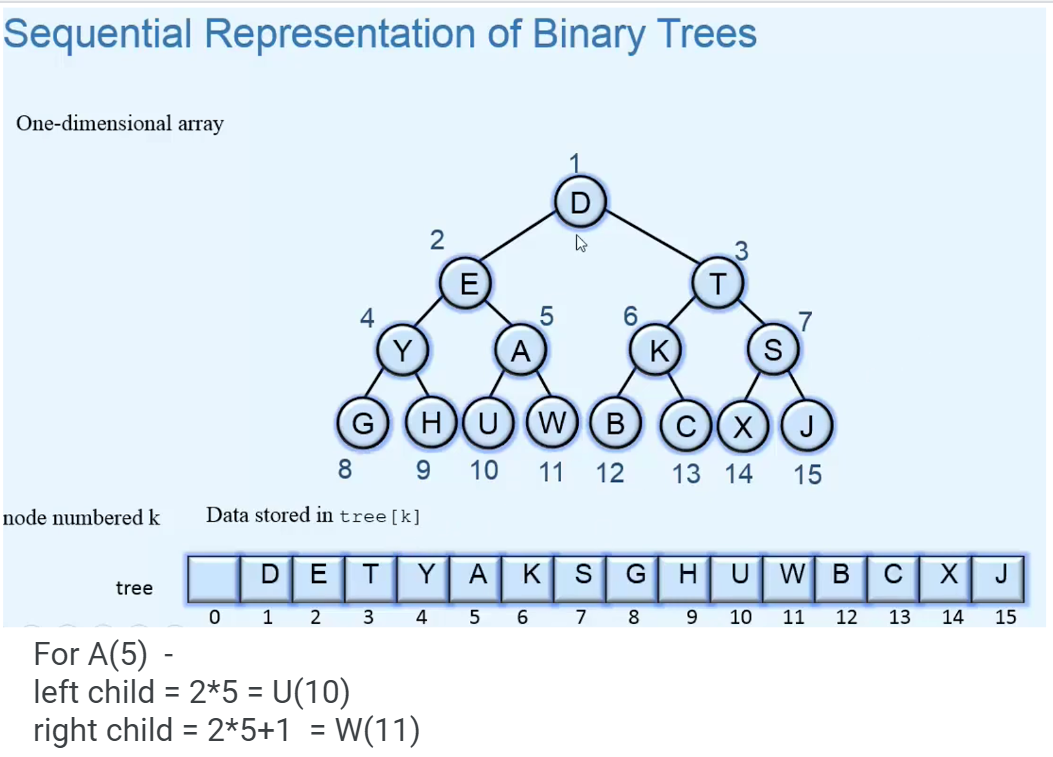 Sequential Representation of Binary Trees
One-dimensional array
1
D
2
3
E
T
4
5
6
7
Y
A
K
S
G H U W B C X J
8 9 10 11 12 13 14 15
node numbered k Data stored in tree[k]
tree
D E T Y A K S G H U W B C X J
0 1 2 3 4 5 6 7 8 9 10 11 12 13 14 15
For A(5) -
left child = 2*5 = U(10)
right child = 2*5+1 = W(11)